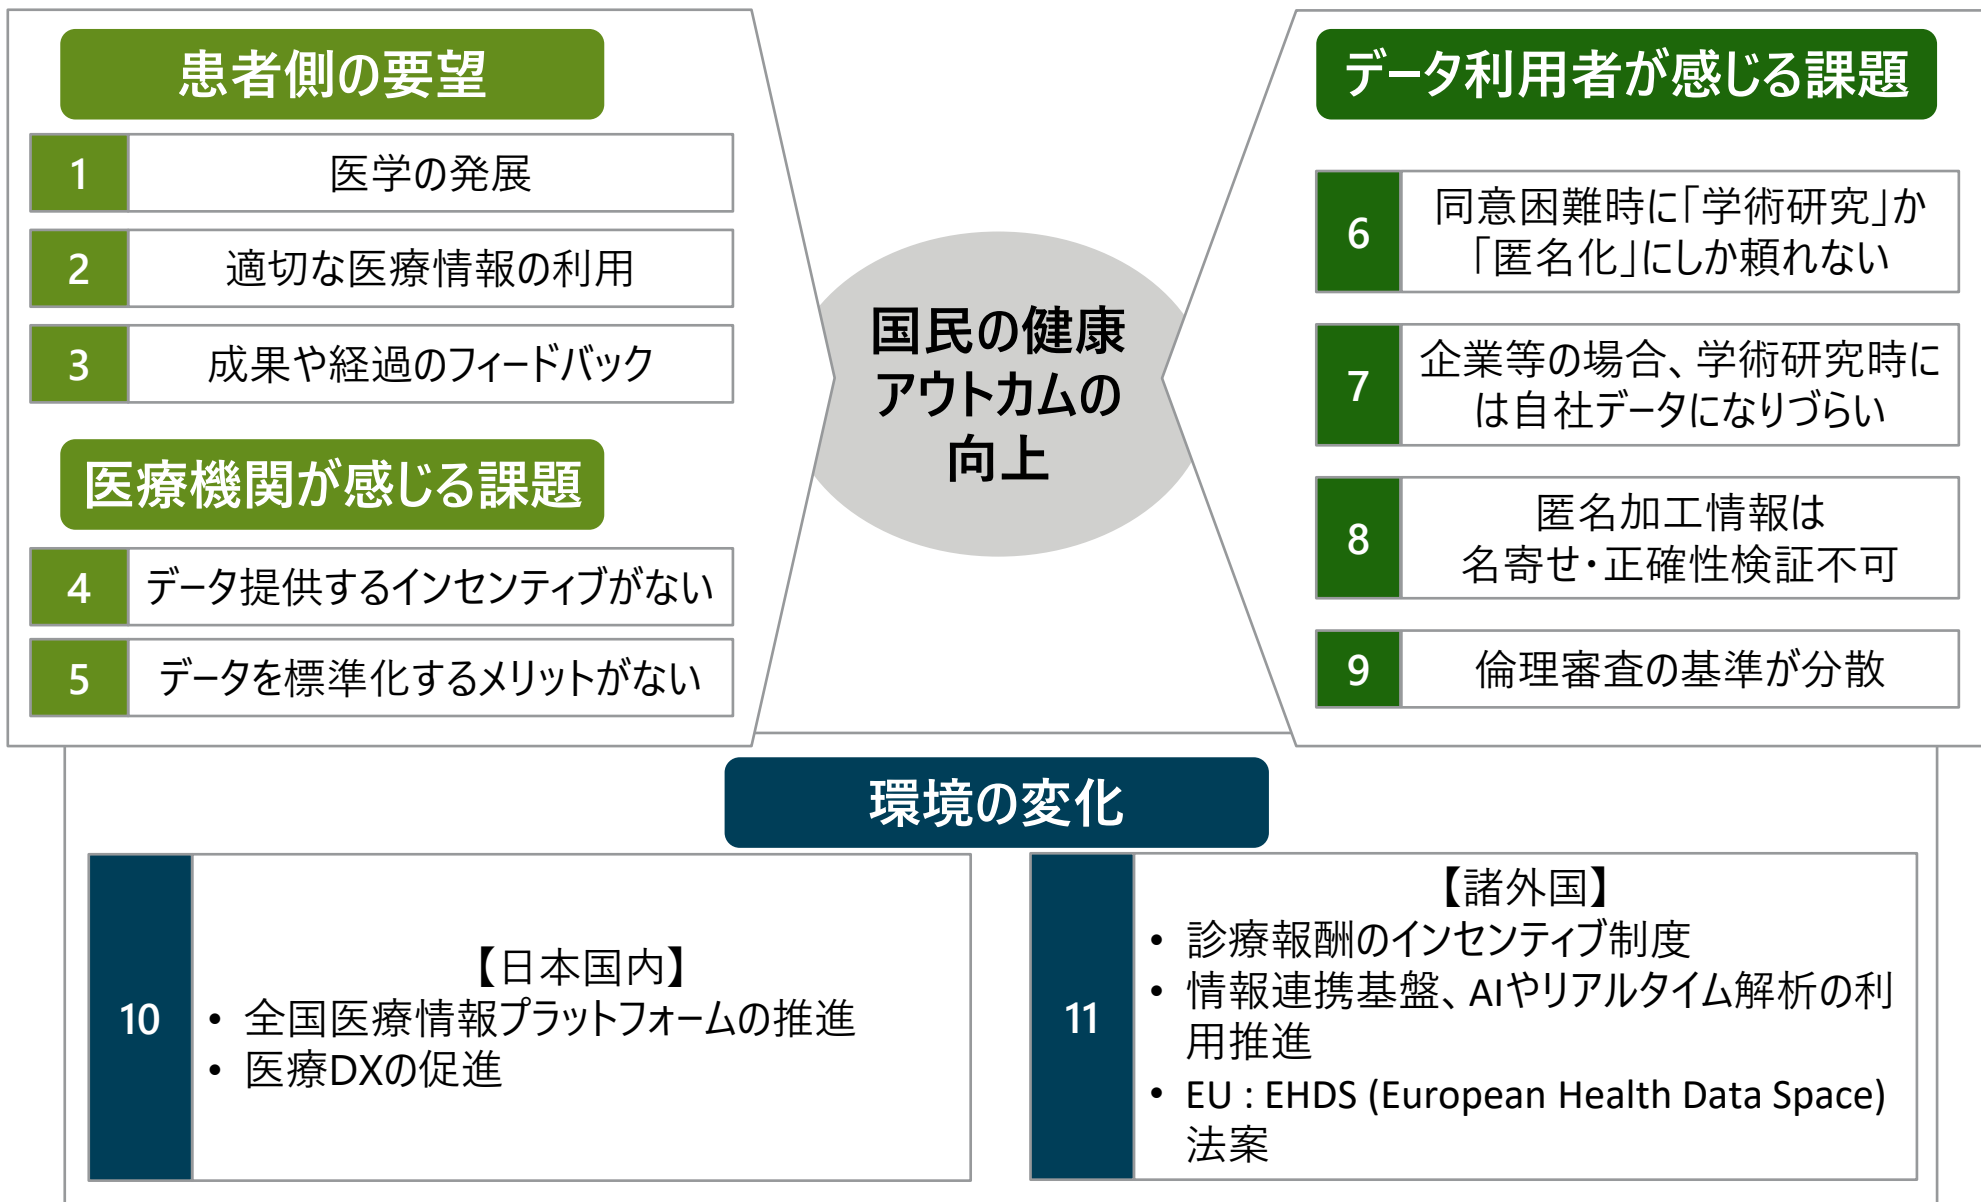 患者側の要望
1
医学の発展
2
適切な医療情報の利用
3
成果や経過のフィードバック
医療機関が感じる課題
4
データ提供するインセンティブがない
5
データを標準化するメリットがない
国民の健康
アウトカムの
向上
データ利用者が感じる課題
6
同意困難時に「学術研究」か
「匿名化」にしか頼れない
7
企業等の場合、学術研究時に
は自社データになりづらい
8
匿名加工情報は
名寄せ・正確性検証不可
9
倫理審査の基準が分散
環境の変化
10
【日本国内】
• 全国医療情報プラットフォームの推進
• 医療DXの促進
11
【諸外国】
• 診療報酬のインセンティブ制度
• 情報連携基盤、AIやリアルタイム解析の利
用推進
• EU : EHDS (European Health Data Space)
法案